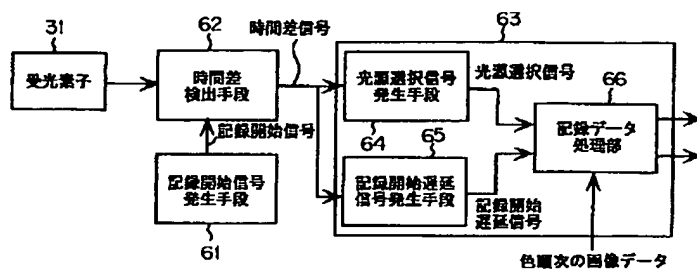 31
受光素子
62
時間差
検出手段
時間差信号
記録開始信号
記録開始信号
発生手段
61
63
光源選択信号
発生手段
64
光源選択信号
65
記録開始遅延
信号発生手段
記録開始
遅延信号
66
記録データ
処理部
色順次の画像データ